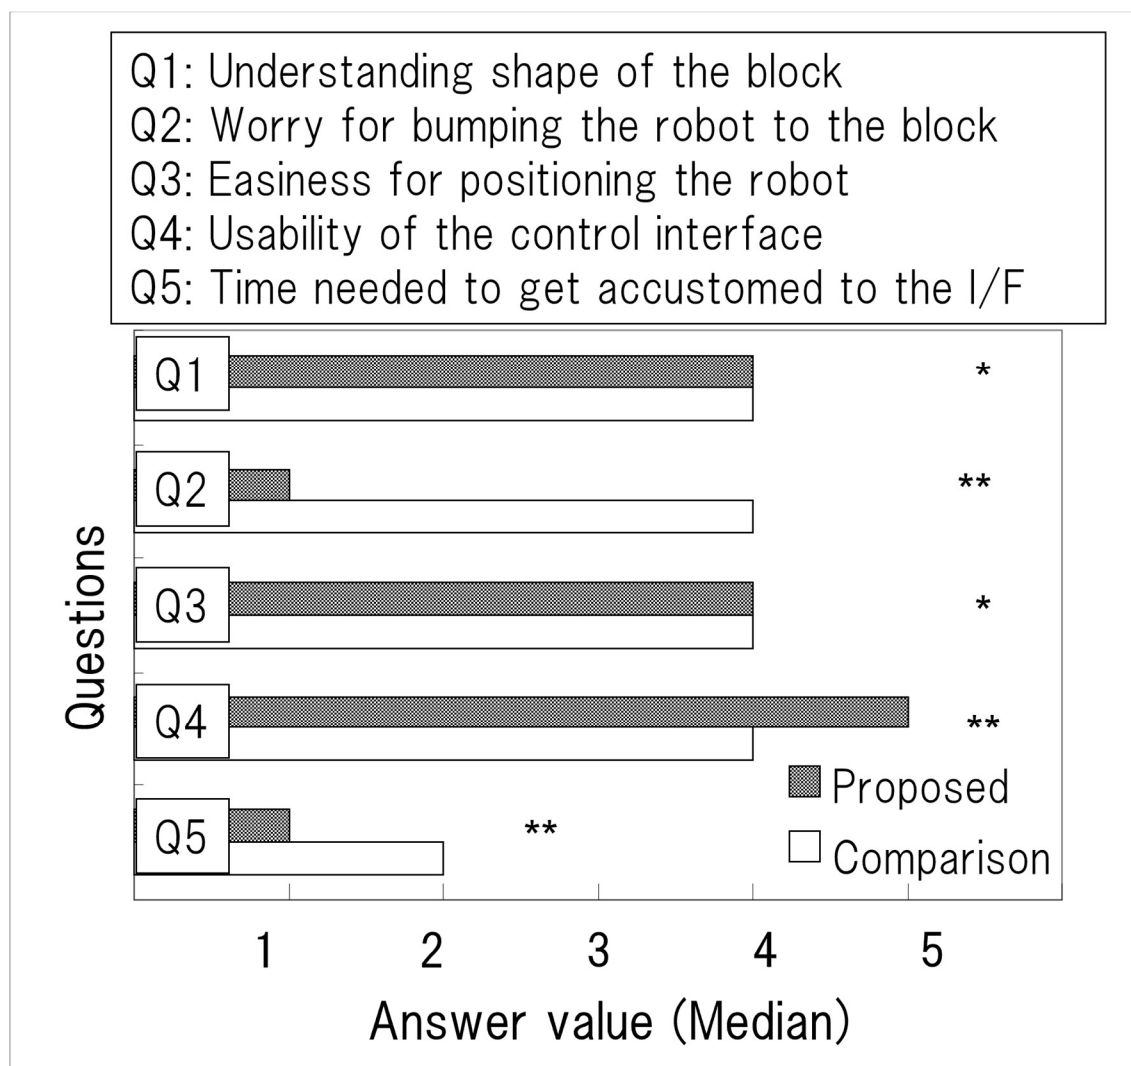 Q1: Understanding shape of the block
Q2: Worry for bumping the robot to the block
Q3: Easiness for positioning the robot
Q4: Usability of the control interface
Q5: Time needed to get accustomed to the I/F
Q1 *
Q2 **
Q3 *
Q4 **
Q5 **
Proposed
Comparison
Questions
1 2 3 4 5
Answer value (Median)